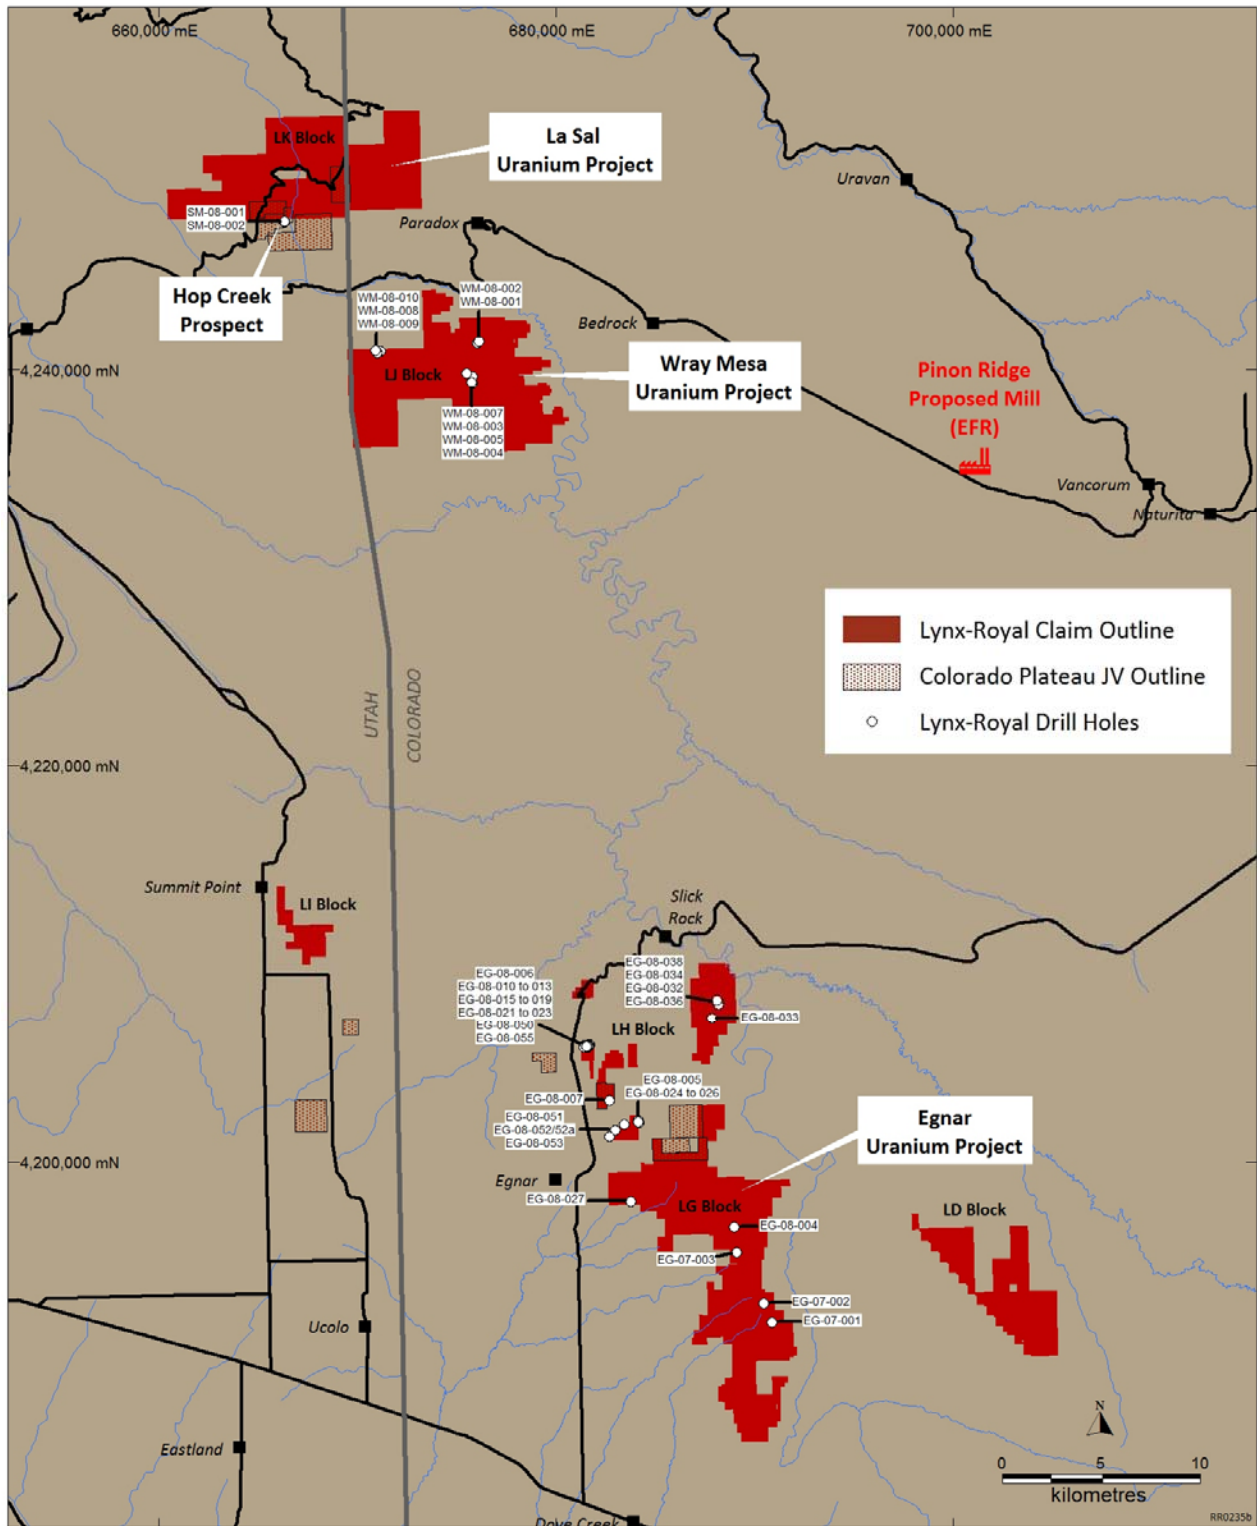 660,000 mE
680,000 mE
700,000 mE
LK Block
La Sal
Uranium Project
Uravan
SM-08-001
SM-08-002
Paradox
Hop Creek
Prospect
WM-08-010
WM-08-008
WM-08-009
WM-08-002
WM-08-001
Bedrock
4,240,000 mN
LJ Block
Wray Mesa
Uranium Project
Pinon Ridge
Proposed Mill
(EFR)
WM-08-007
WM-08-003
WM-08-005
WM-08-004
Vancorum
Naturita
Lynx-Royal Claim Outline
Colorado Plateau JV Outline
Lynx-Royal Drill Holes
UTAH
COLORADO
4,220,000 mN
Summit Point
LI Block
Slick
Rock
EG-08-006
EG-08-010 to 013
EG-08-015 to 019
EG-08-021 to 023
EG-08-050
EG-08-055
EG-08-038
EG-08-034
EG-08-032
EG-08-036
EG-08-033
LH Block
EG-08-005
EG-08-024 to 026
EG-08-007
EG-08-051
EG-08-052/52a
EG-08-053
Egnar
Uranium Project
4,200,000 mN
Egnar
EG-08-027
LG Block
LD Block
EG-08-004
EG-07-003
EG-07-002
EG-07-001
Ucolo
Eastland
N
0 5 10
kilometres
Dove Creek
RR0235b